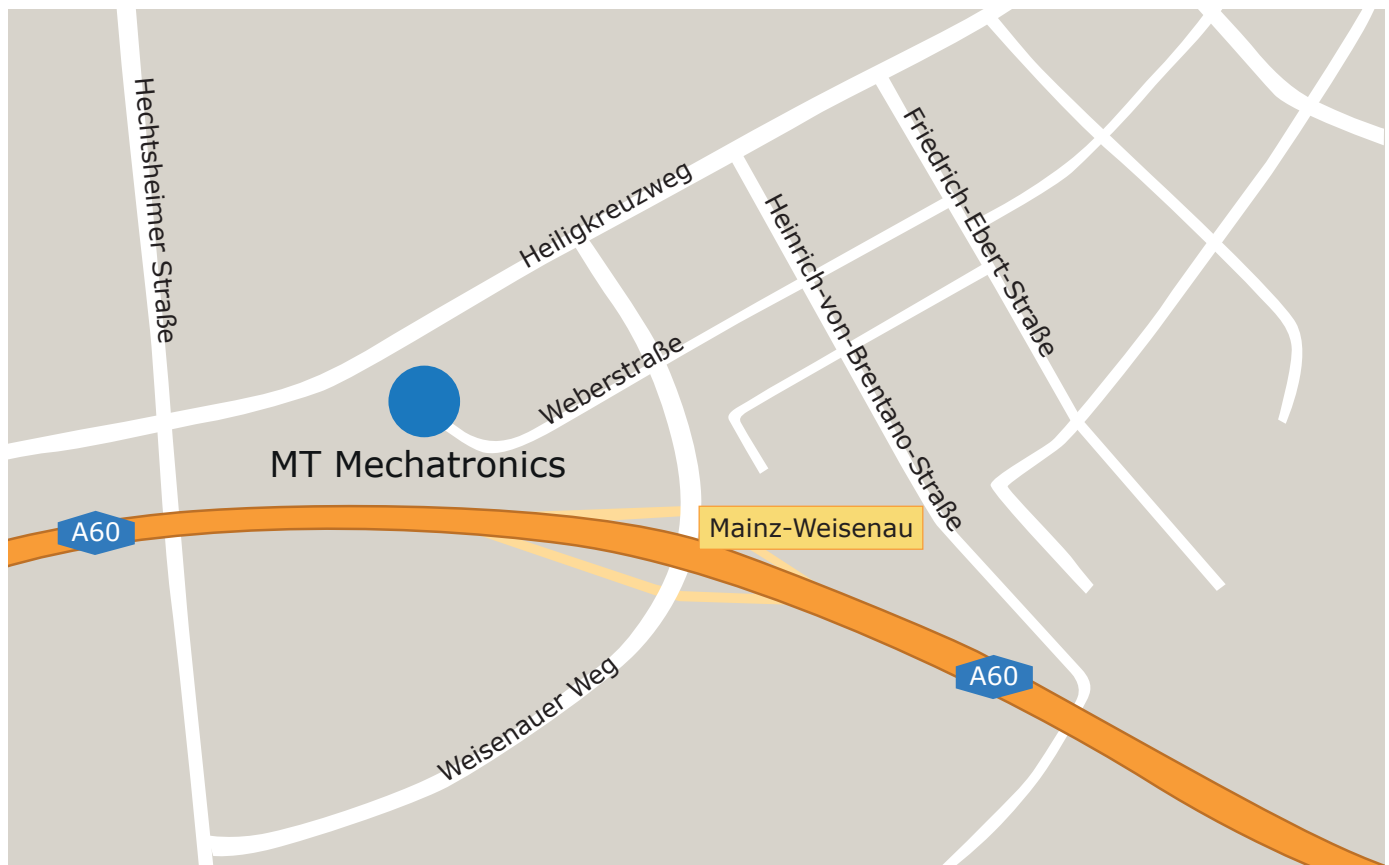 Hechtsheimer Straße
Heiligkreuzweg
Friedrich-Ebert-Straße
Heinrich-von-Brentano-Straße
Weberstraße
MT Mechatronics
A60
Mainz-Weisenau
A60
Weisenauer Weg